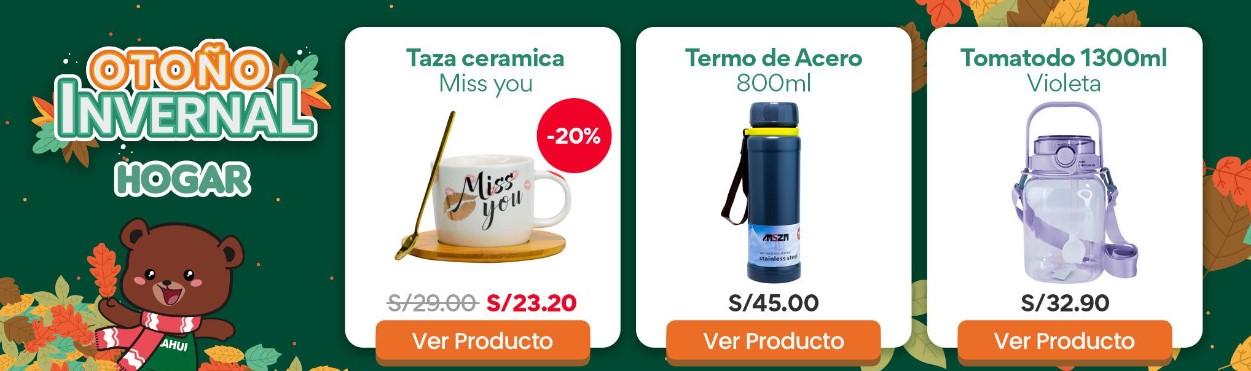 OTOÑO
INVERNAL
HOGAR
AHUI
Taza ceramica
Miss you
-20%
Miss
you
S/29.00 S/23.20
Ver Producto
Termo de Acero
800ml
stainless steel
S/45.00
Ver Producto
Tomatodo 1300ml
Violeta
S/32.90
Ver Producto